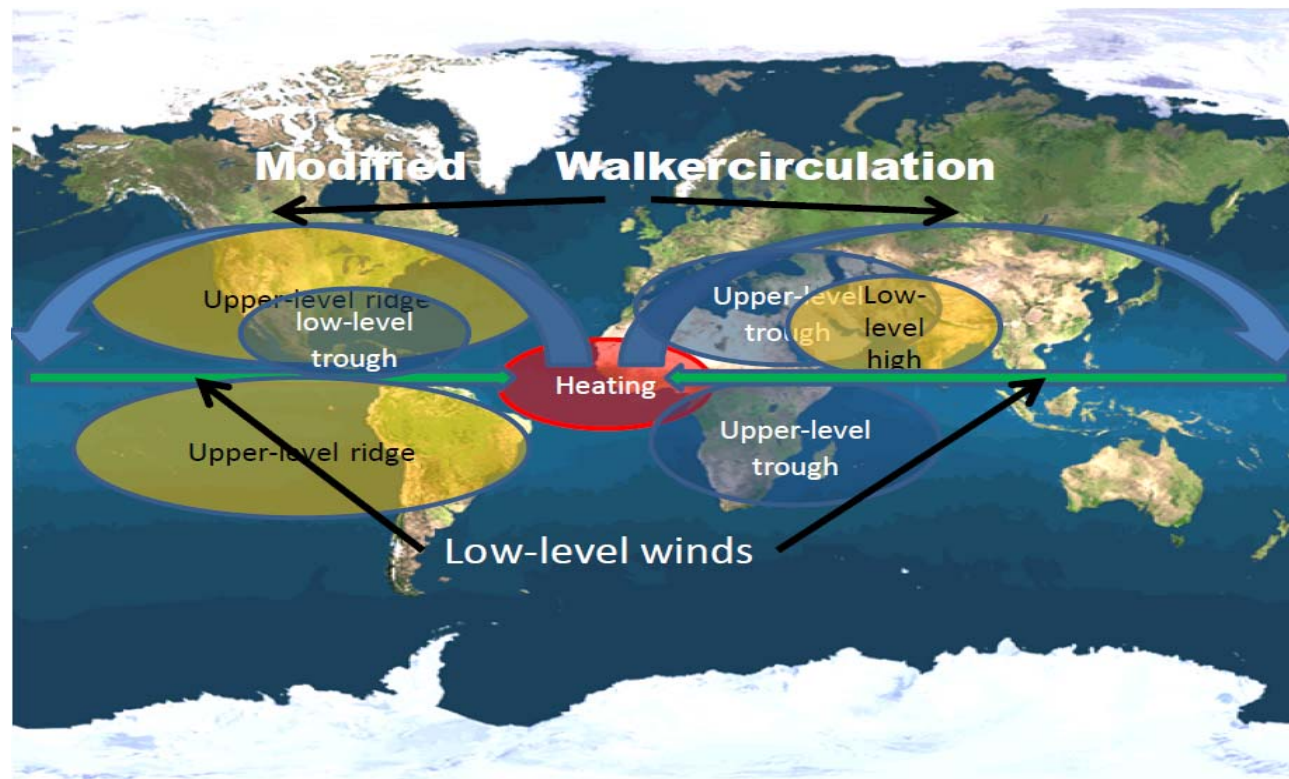 Modified Walkercirculation
Upper-level ridge
low-level
trough
Upper-level
trough
Low-
level
high
Heating
Upper-level ridge
Upper-level
trough
Low-level winds